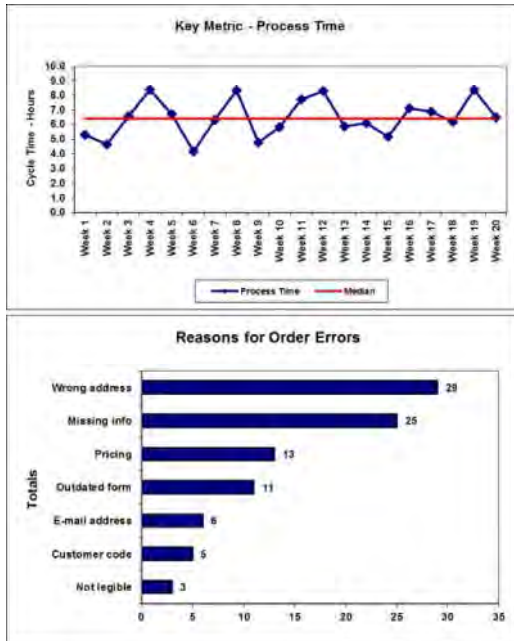 Key Metric - Process Time
Cycle Time - Hours
10.0
9.0
8.0
7.0
6.0
5.0
4.0
3.0
2.0
1.0
0.0
Week 1
Week 2
Week 3
Week 4
Week 5
Week 6
Week 7
Week 8
Week 9
Week 10
Week 11
Week 12
Week 13
Week 14
Week 15
Week 16
Week 17
Week 18
Week 19
Week 20
Process Time
Median
Reasons for Order Errors
Totals
Wrong address 29
Missing info 25
Pricing 13
Outdated form 11
E-mail address 6
Customer code 5
Not legible 3
0 5 10 15 20 25 30 35